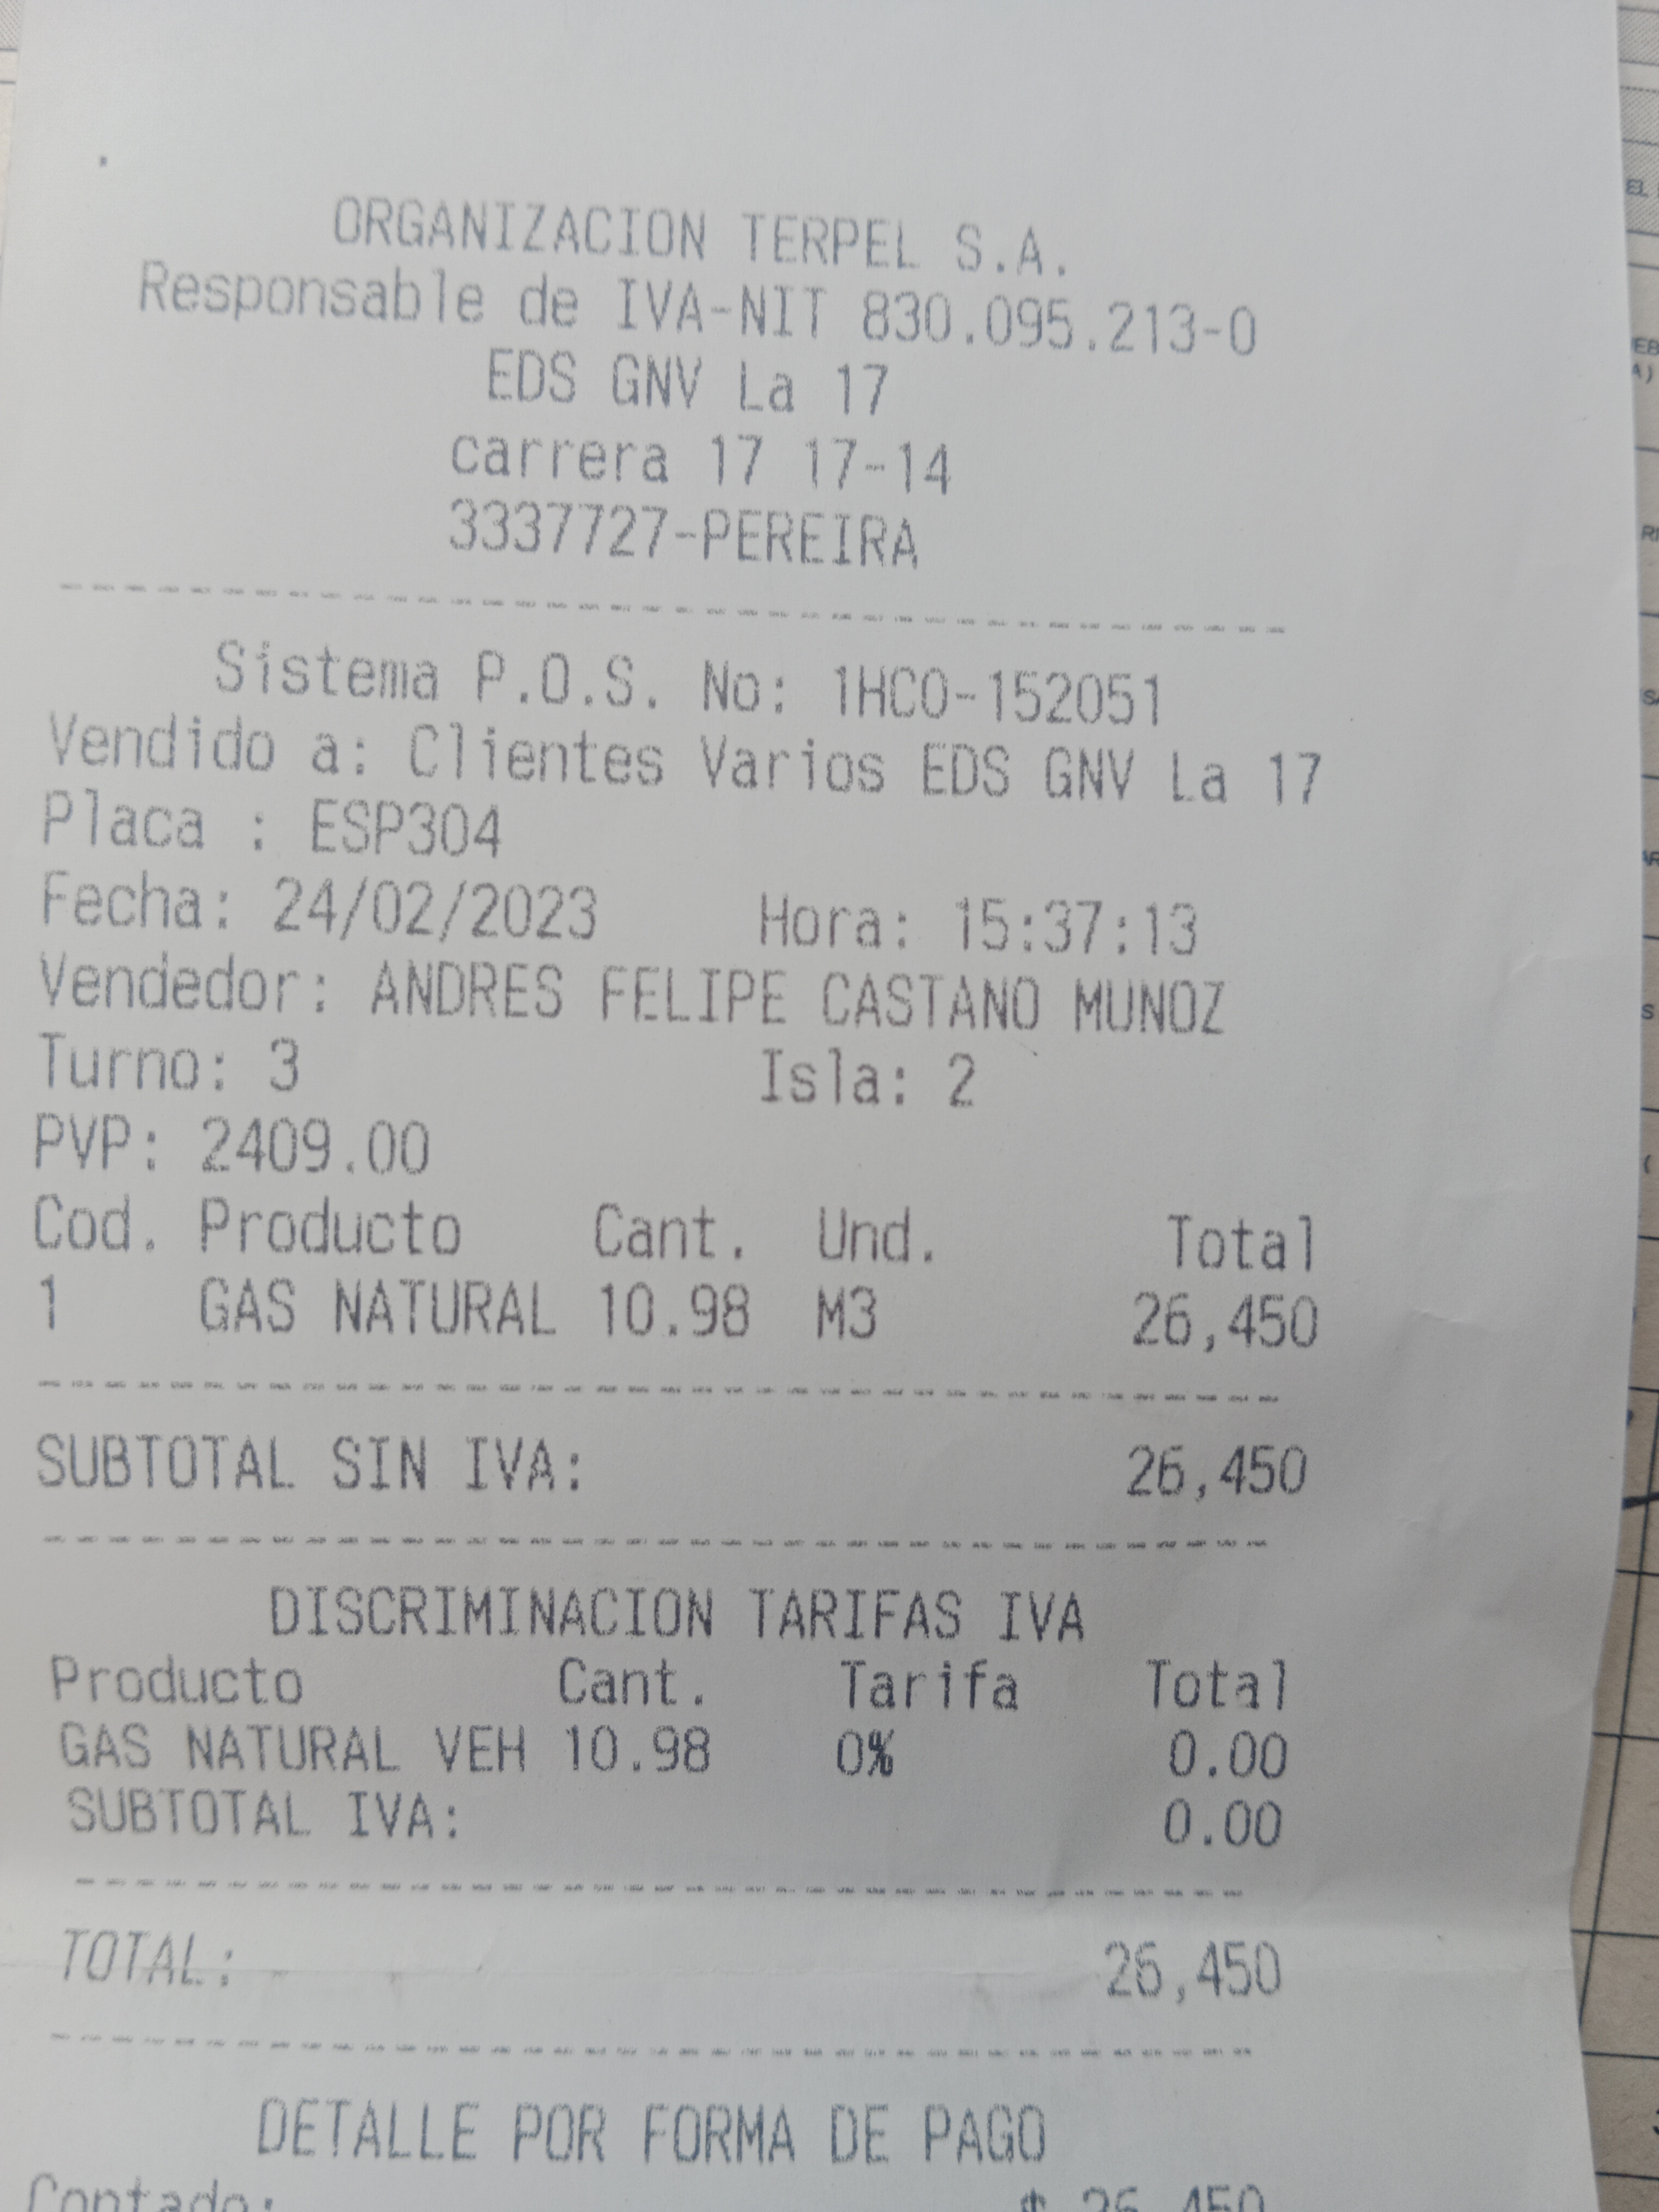 ORGANIZACION TERPEL S.A.
Responsable de IVA-NIT 830.095.213-0
EDS GNV La 17
carrera 17 17-14
3337727-PEREIRA
Sistema P.O.S. No: 1HCO-152051
Vendido a: Clientes Varios EDS GNV La 17
Placa : ESP304
Fecha: 24/02/2023 Hora: 15:37:13
Vendedor: ANDRES FELIPE CASTANO MUNOZ
Turno: 3 Isla: 2
PVP: 2409.00
Cod. Producto Cant. Und. Total
1 GAS NATURAL 10.98 M3 26,450
SUBTOTAL SIN IVA: 26,450
DISCRIMINACION TARIFAS IVA
Producto Cant. Tarifa Total
GAS NATURAL VEH 10.98 0% 0.00
SUBTOTAL IVA: 0.00
TOTAL: 26,450
DETALLE POR FORMA DE PAGO
Contado: $ 26,450